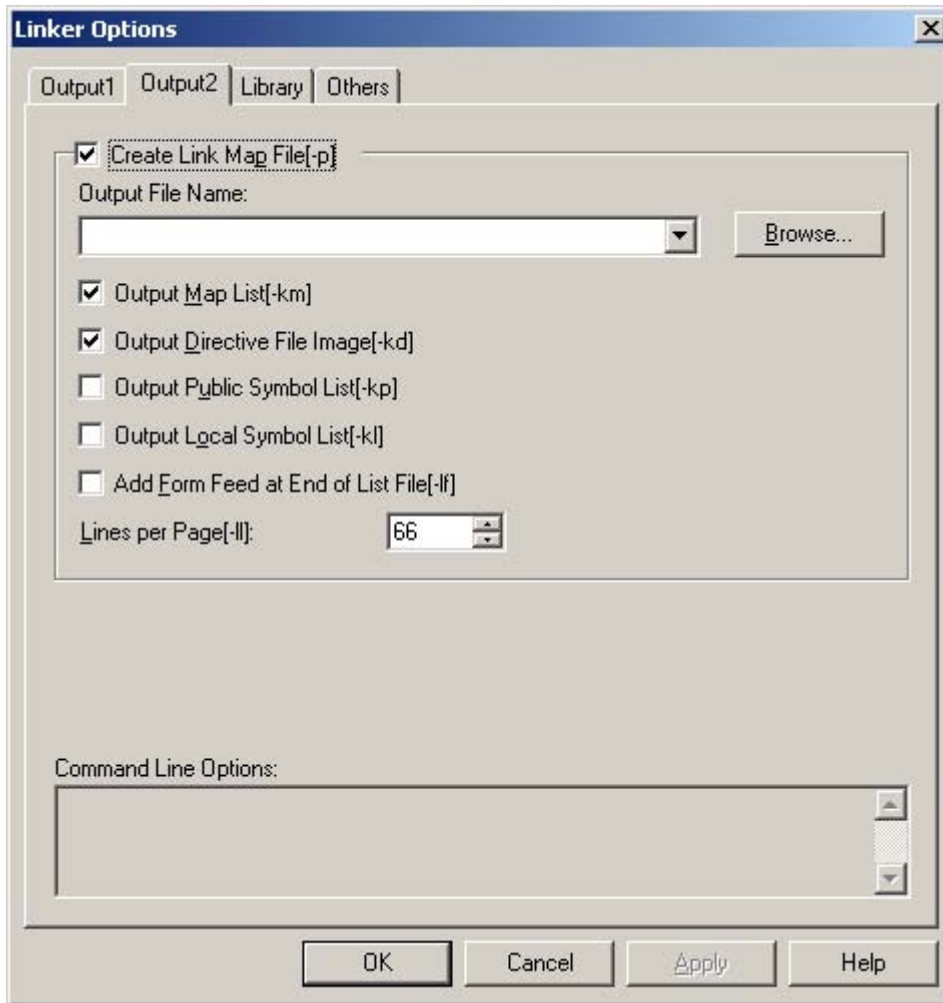 Linker Options
Output1 Output2 Library Others
Create Link Map File[-p]
Output File Name:
Browse...
Output Map List[-km]
Output Directive File Image[-kd]
Output Public Symbol List[-kp]
Output Local Symbol List[-kl]
Add Form Feed at End of List File[-lf]
Lines per Page[-ll]: 66
Command Line Options:
OK Cancel Apply Help